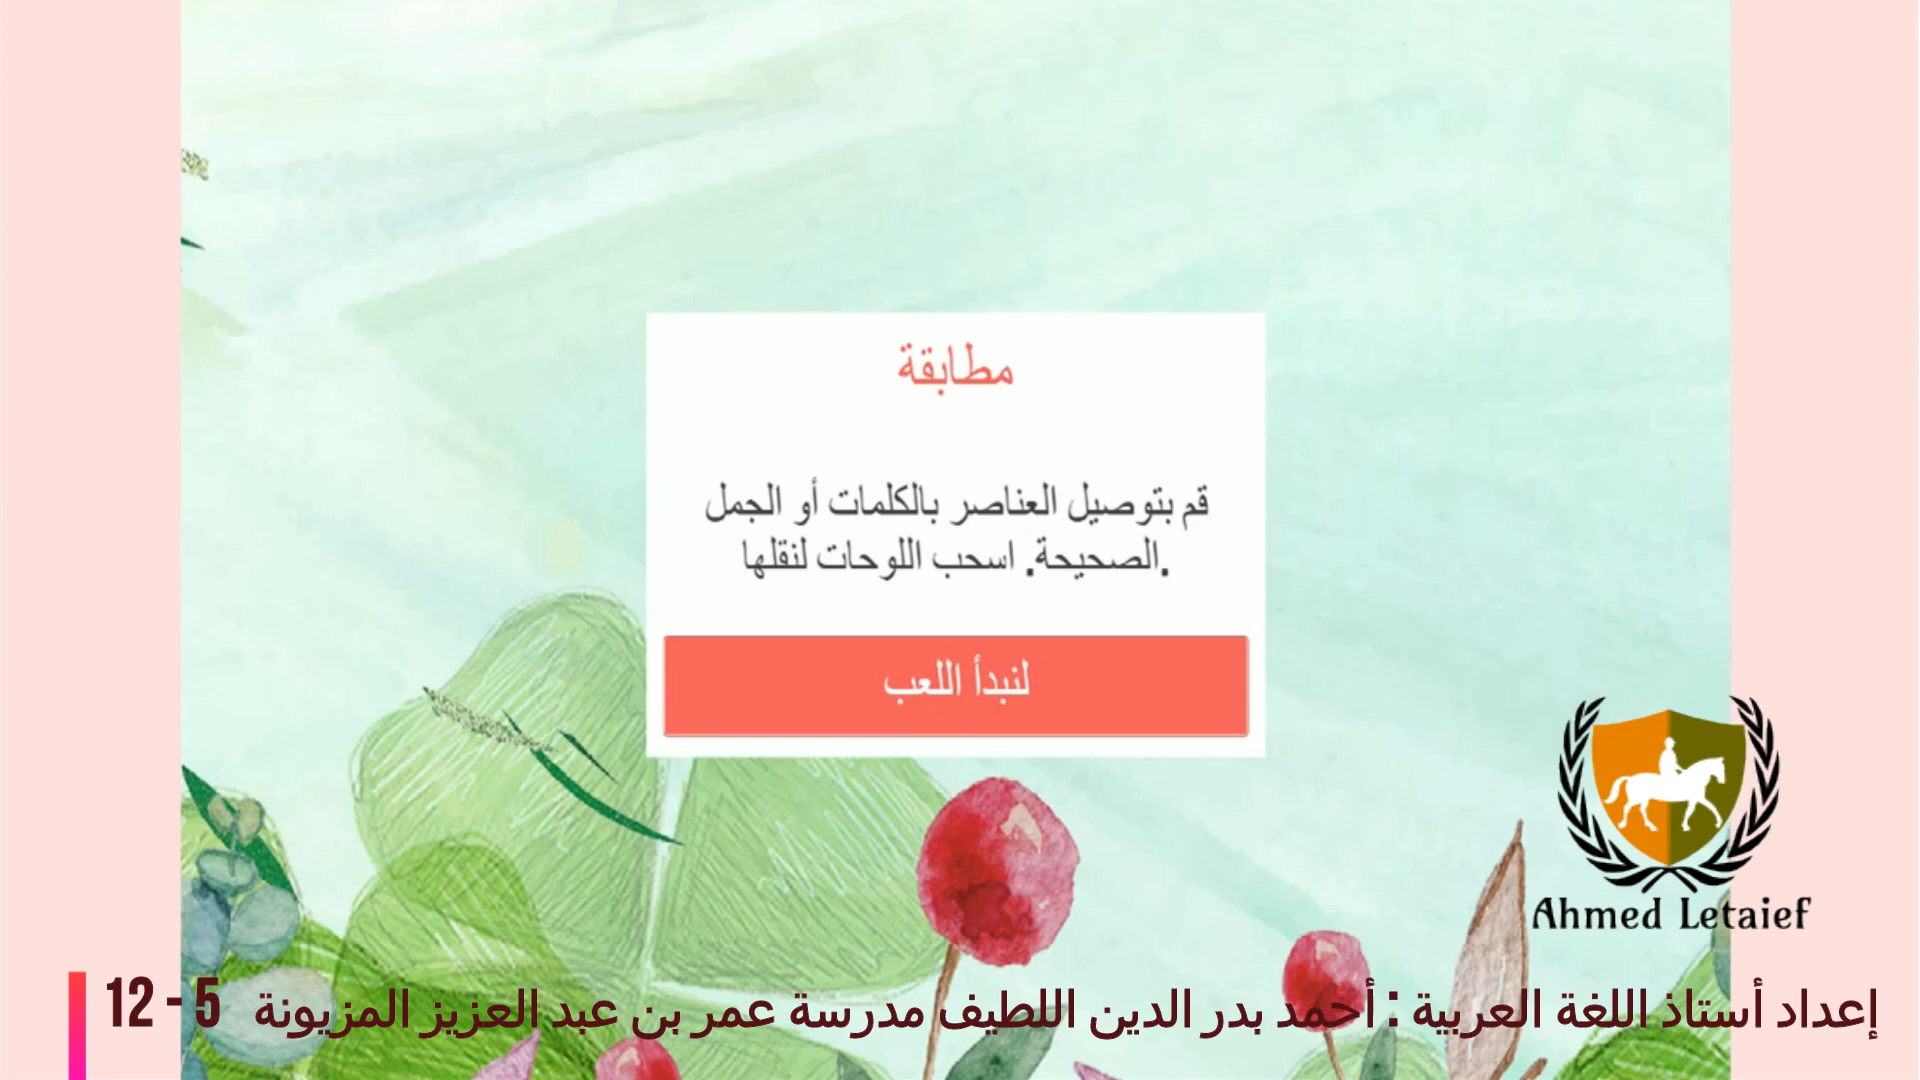 مطابقة
قم بتوصيل العناصر بالكلمات أو الجمل
الصحيحة. اسحب اللوحات لنقلها.
لنبدأ اللعب
Ahmed Letaief
إعداد أستاذ اللغة العربية : أحمد بدر الدين اللطيف مدرسة عمر بن عبد العزيز المزيونة 5 - 12